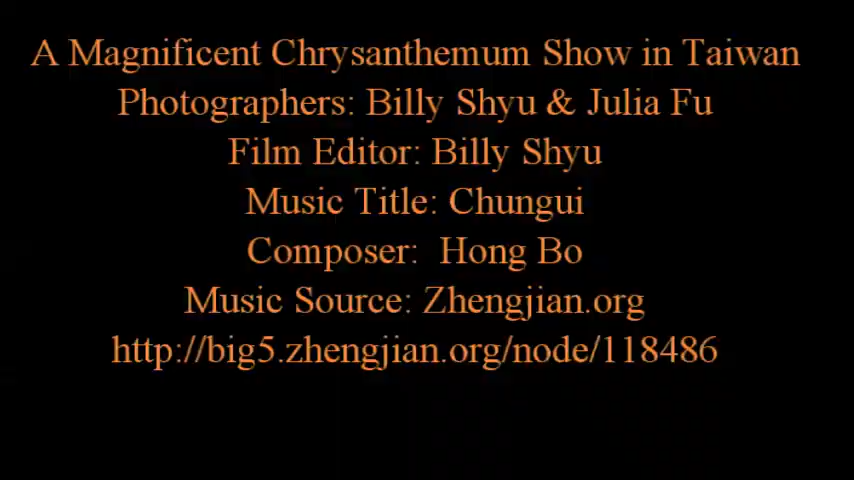 A Magnificent Chrysanthemum Show in Taiwan
Photographers: Billy Shyu & Julia Fu
Film Editor: Billy Shyu
Music Title: Chungui
Composer:  Hong Bo
Music Source: Zhengjian.org
http://big5.zhengjian.org/node/118486